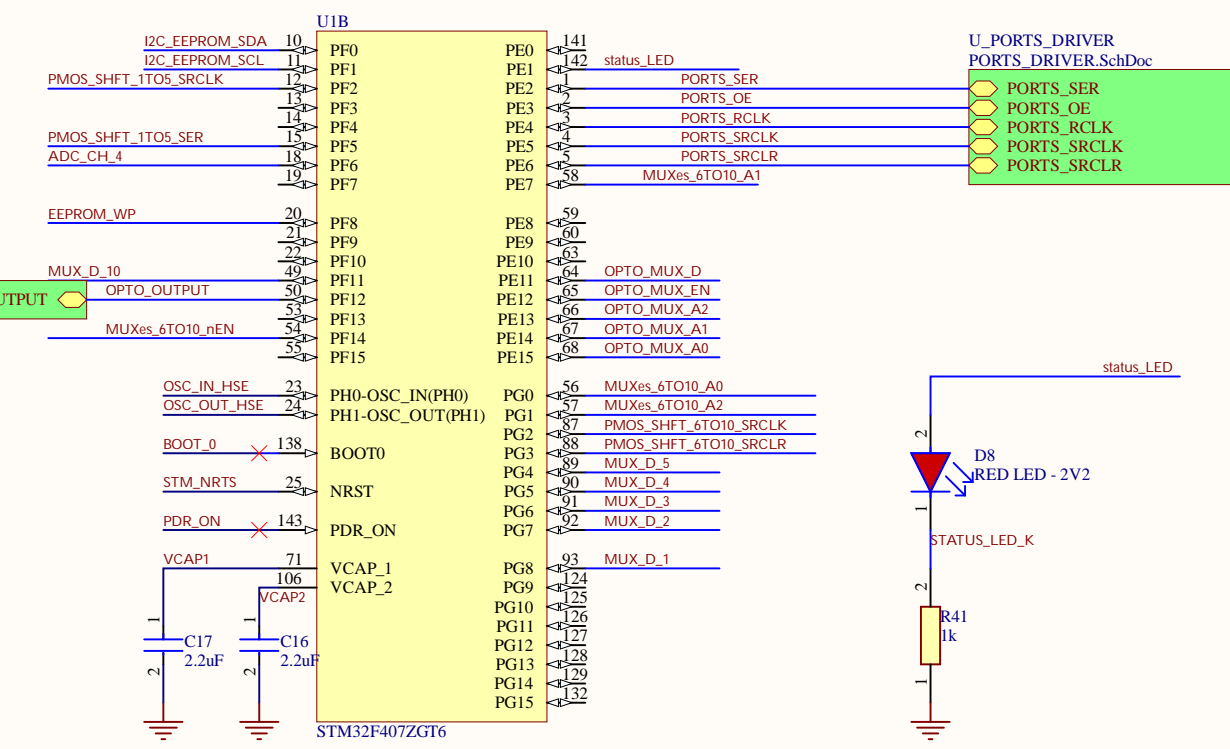 U1B
I2C_EEPROM_SDA 10 PF0 PE0 141
I2C_EEPROM_SCL 11 PF1 PE1 142 status_LED
PMOS_SHFT_1TO5_SRCLK 12 PF2 PE2 1 PORTS_SER
13 PF3 PE3 2 PORTS_OE
14 PF4 PE4 3 PORTS_RCLK
PMOS_SHFT_1TO5_SER 15 PF5 PE5 4 PORTS_SRCLK
ADC_CH_4 18 PF6 PE6 5 PORTS_SRCLR
19 PF7 PE7 58 MUXes_6TO10_A1
EEPROM_WP 20 PF8 PE8 59
21 PF9 PE9 60
22 PF10 PE10 63
MUX_D_10 49 PF11 PE11 64 OPTO_MUX_D
UTPUT OPTO_OUTPUT 50 PF12 PE12 65 OPTO_MUX_EN
53 PF13 PE13 66 OPTO_MUX_A2
MUXes_6TO10_nEN 54 PF14 PE14 67 OPTO_MUX_A1
55 PF15 PE15 68 OPTO_MUX_A0
OSC_IN_HSE 23 PH0-OSC_IN(PH0) PG0 56 MUXes_6TO10_A0
OSC_OUT_HSE 24 PH1-OSC_OUT(PH1) PG1 57 MUXes_6TO10_A2
PG2 87 PMOS_SHFT_6TO10_SRCLK
BOOT_0 138 BOOT0 PG3 88 PMOS_SHFT_6TO10_SRCLR
PG4 89 MUX_D_5
STM_NRTS 25 NRST PG5 90 MUX_D_4
PG6 91 MUX_D_3
PDR_ON 143 PDR_ON PG7 92 MUX_D_2
VCAP1 71 VCAP_1 PG8 93 MUX_D_1
106 VCAP_2 PG9 124
VCAP2
PG10 125
PG11 126
PG12 127
PG13 128
PG14 129
PG15 132
1
C17
2.2uF
2
1
C16
2.2uF
2
STM32F407ZGT6
U_PORTS_DRIVER
PORTS_DRIVER.SchDoc
PORTS_SER
PORTS_OE
PORTS_RCLK
PORTS_SRCLK
PORTS_SRCLR
status_LED
2
D8
RED LED - 2V2
1
STATUS_LED_K
2
R41
1k
1